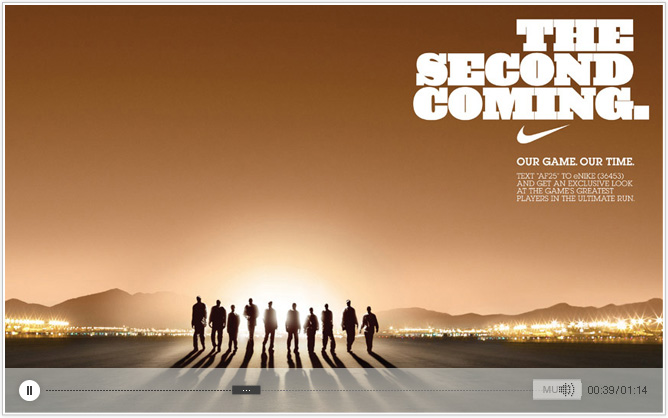 THE
SECOND
COMING.
OUR GAME. OUR TIME.
TEXT "AF25" TO eNIKE (36453)
AND GET AN EXCLUSIVE LOOK
AT THE GAME'S GREATEST
PLAYERS IN THE ULTIMATE RUN.
00:39/01:14